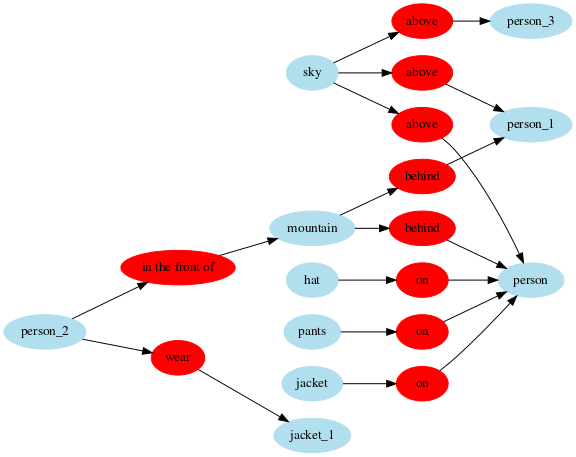 above
person_3
sky
above
above
person_1
behind
mountain
behind
in the front of
hat
on
person
person_2
pants
on
wear
jacket
on
jacket_1